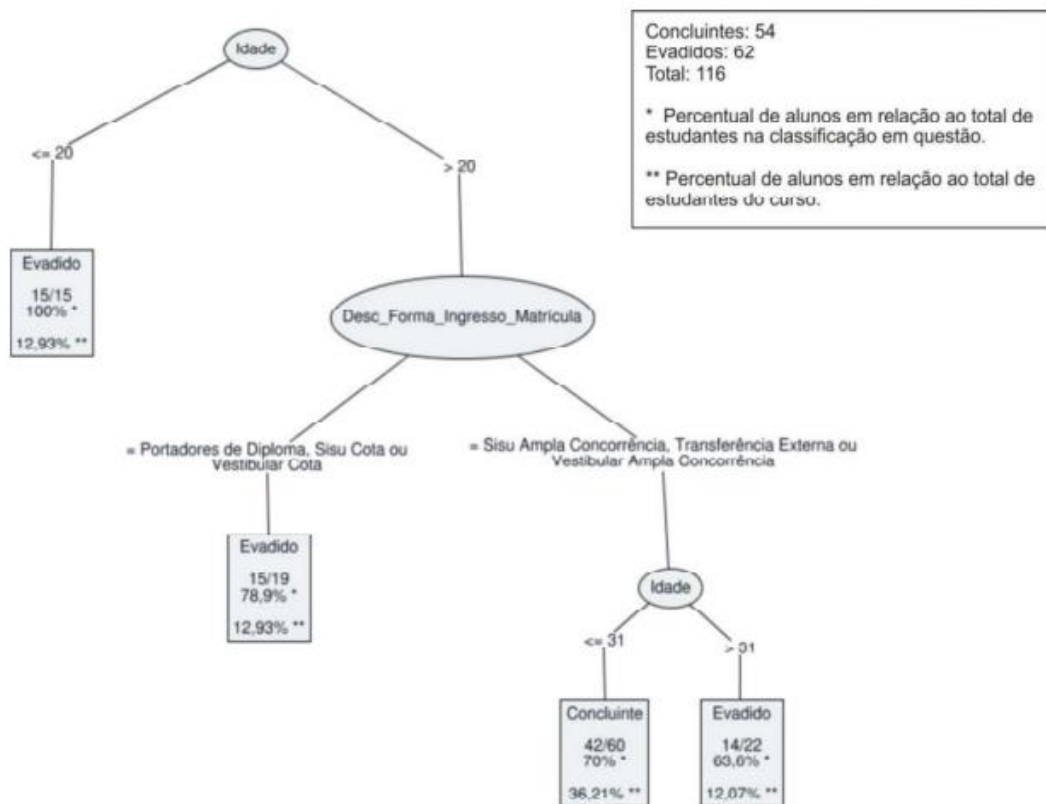 Idade
Concluintes: 54
Evadidos: 62
Total: 116
* Percentual de alunos em relação ao total de
estudantes na classificação em questão.
** Percentual de alunos em relação ao total de
estudantes do curso.
<= 20
> 20
Evadido
15/15
100% *
12,93% **
Desc_Forma_Ingresso_Matrícula
= Portadores de Diploma, Sisu Cota ou
Vestibular Cota
= Sisu Ampla Concorrência, Transferência Externa ou
Vestibular Ampla Concorrência
Evadido
15/19
78,9% *
12,93% **
Idade
<= 31
> 31
Concluinte
42/60
70% *
36,21% **
Evadido
14/22
63,6% *
12,07% **